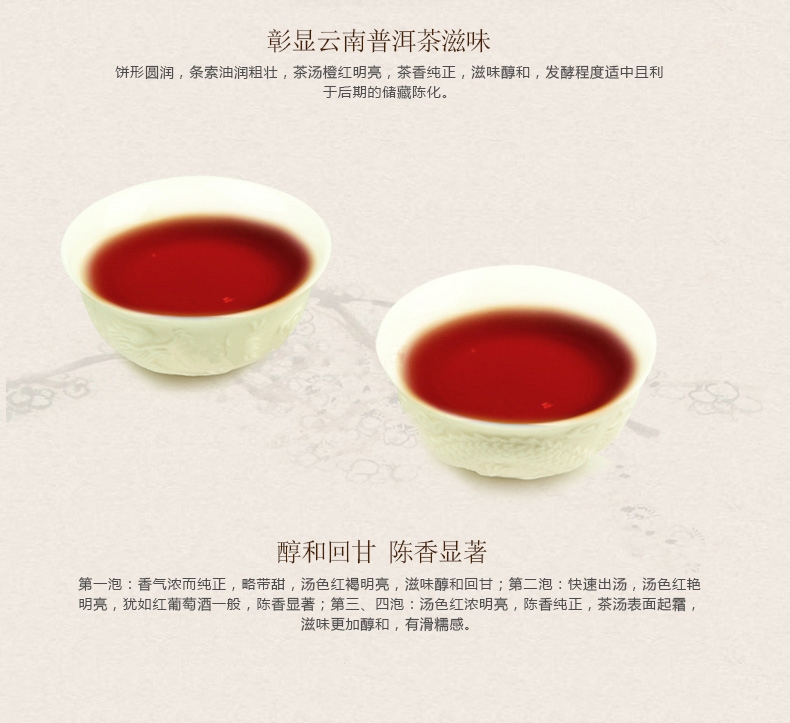 彰显云南普洱茶滋味
饼形圆润，条索油润粗壮，茶汤橙红明亮，茶香纯正，滋味醇和，发酵程度适中且利
于后期的储藏陈化。
醇和回甘 陈香显著
第一泡：香气浓而纯正，略带甜，汤色红褐明亮，滋味醇和回甘；第二泡：快速出汤，汤色红艳
明亮，犹如红葡萄酒一般，陈香显著；第三、四泡：汤色红浓明亮，陈香纯正，茶汤表面起霜，
滋味更加醇和，有滑糯感。